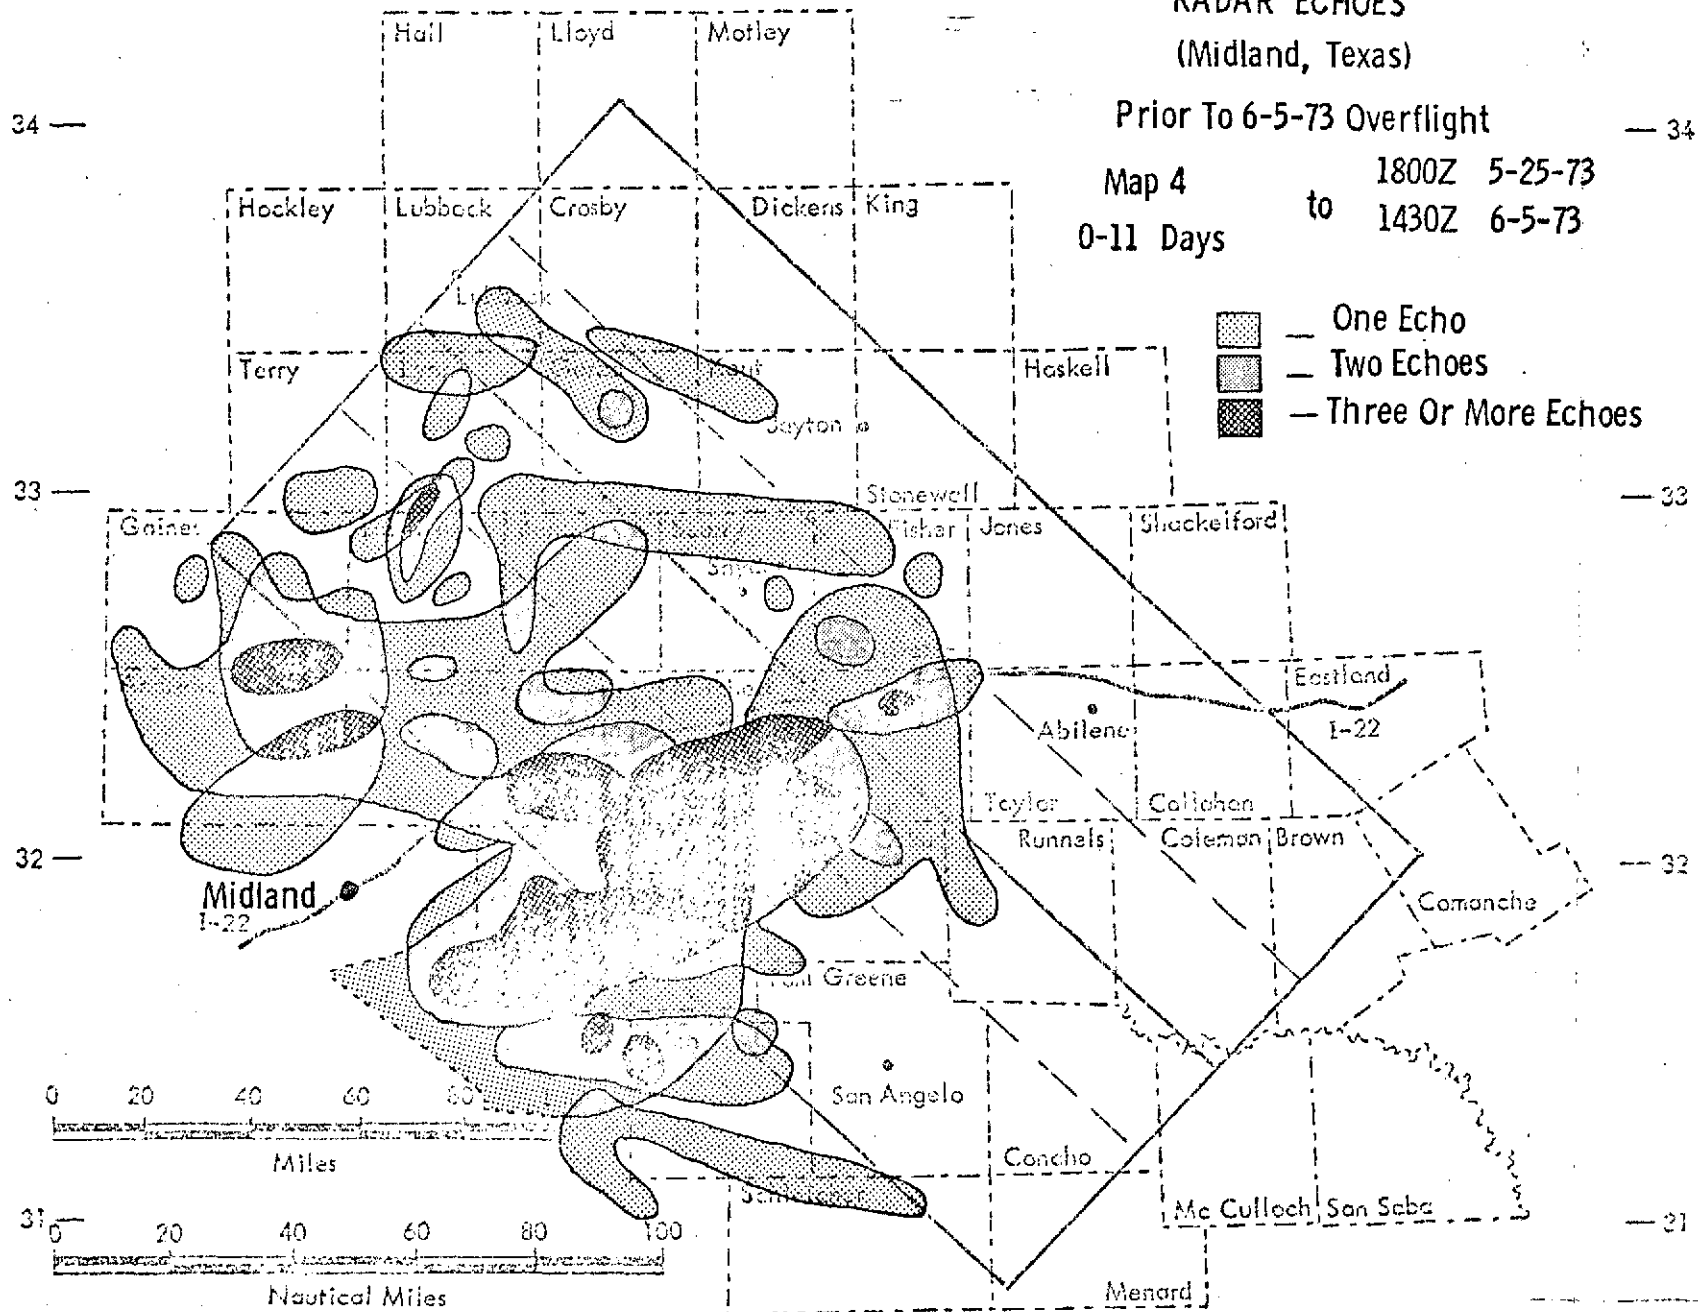 RADAR ECHOES
(Midland, Texas)
Prior To 6-5-73 Overflight
Map 4
0-11 Days
to
1800Z 5-25-73
1430Z 6-5-73
One Echo
Two Echoes
Three Or More Echoes
Hall
Lloyd
Motley
34
34
Hockley
Lubbock
Crosby
Dickens
King
Terry
Haskell
33
33
Gaines
Stonewall
Fisher
Jones
Shackelford
Eastland
Abilene
I-22
Taylor
Callahan
Runnels
Coleman
Brown
32
32
Midland
I-22
Comanche
Greene
San Angelo
Concho
Mc Culloch
San Saba
Menard
0 20 40 60 80
Miles
31
31
0 20 40 60 80 100
Nautical Miles